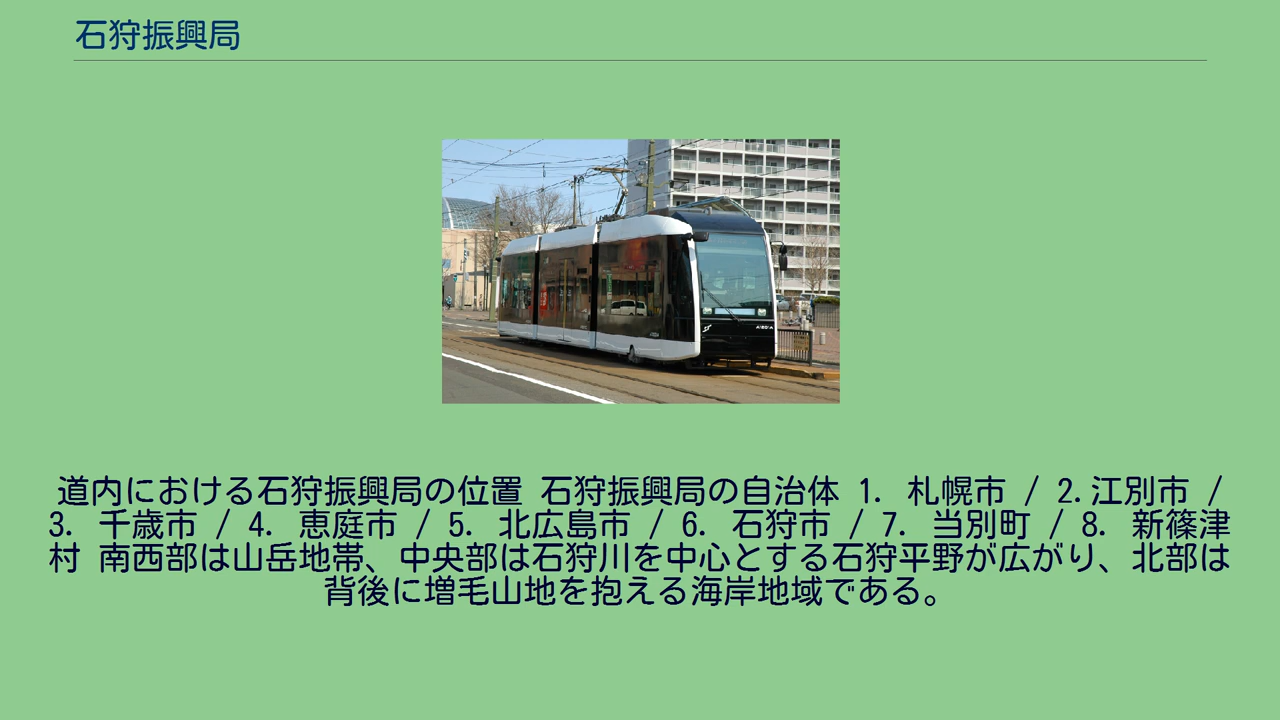 石狩振興局
道内における石狩振興局の位置 石狩振興局の自治体 1. 札幌市 / 2.江別市 /
3. 千歳市 / 4. 恵庭市 / 5. 北広島市 / 6. 石狩市 / 7. 当別町 / 8. 新篠津
村 南西部は山岳地帯、中央部は石狩川を中心とする石狩平野が広がり、北部は
背後に増毛山地を抱える海岸地域である。